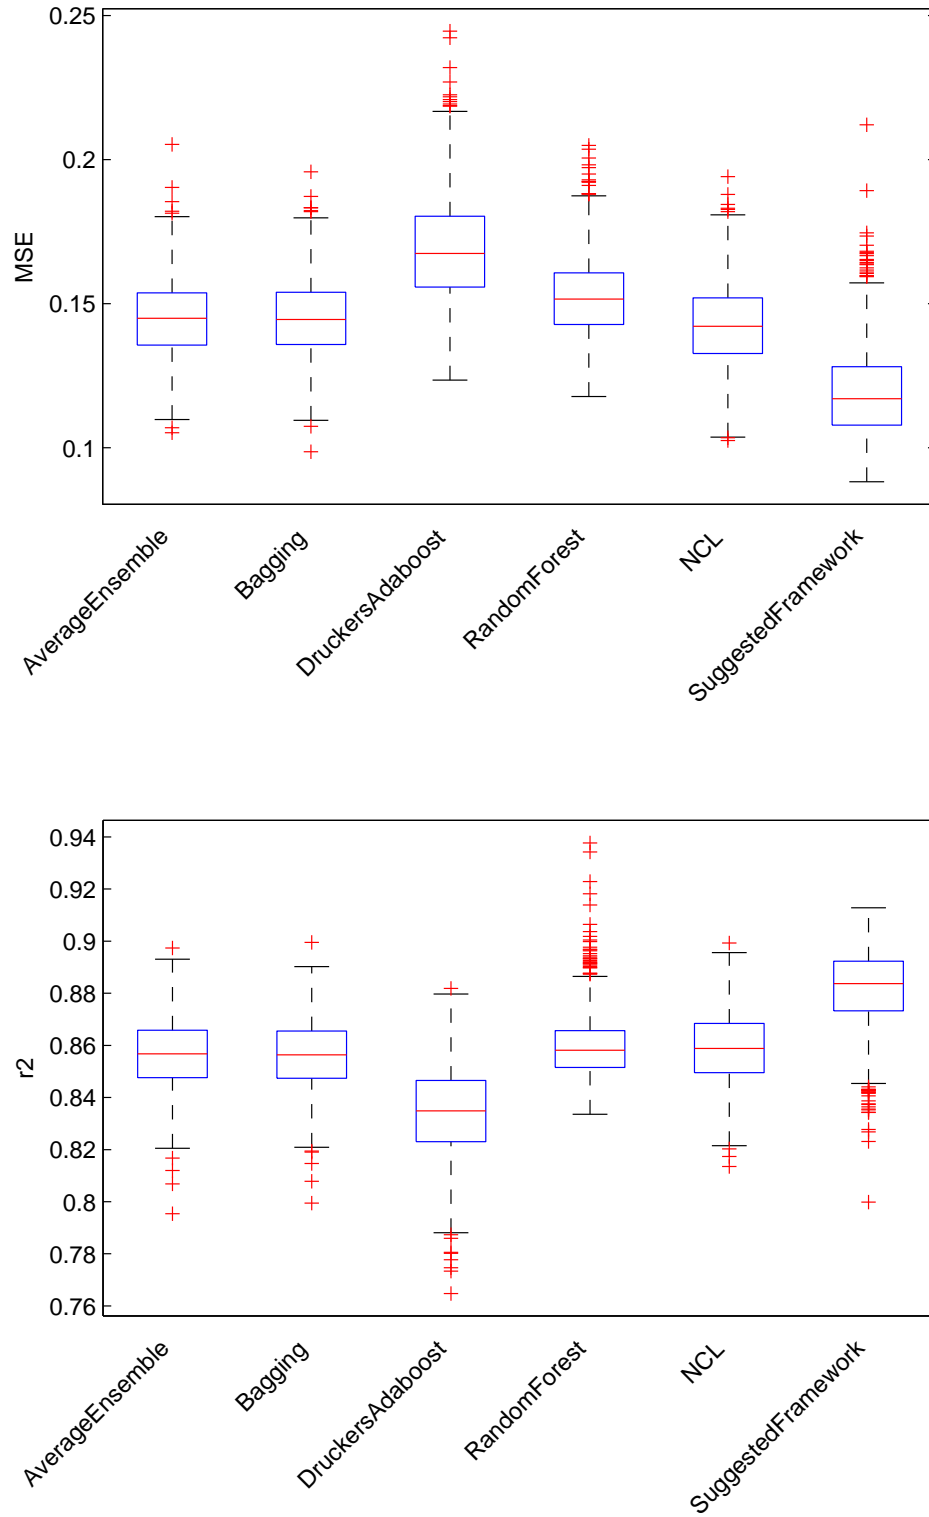 0.25
0.2
0.15
0.1
MSE
AverageEnsemble
Bagging
DruckersAdaboost
RandomForest
NCL
SuggestedFramework
0.94
0.92
0.9
0.88
0.86
0.84
0.82
0.8
0.78
0.76
r2
AverageEnsemble
Bagging
DruckersAdaboost
RandomForest
NCL
SuggestedFramework